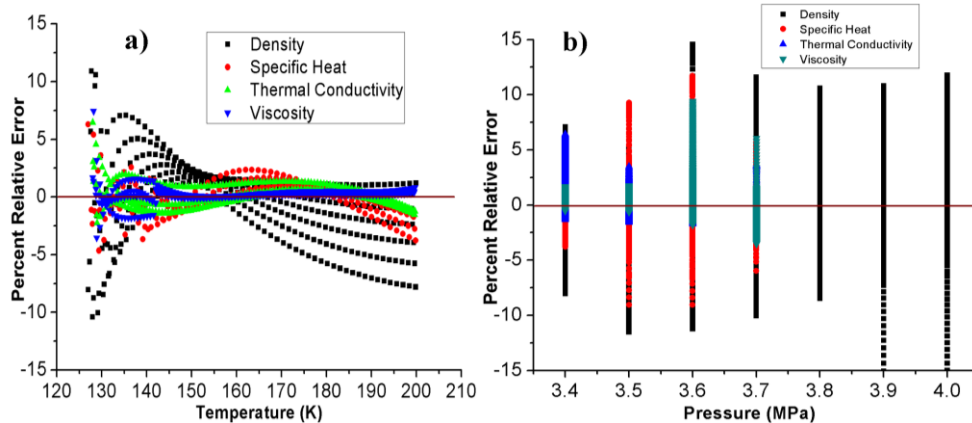 a)
Density
Specific Heat
Thermal Conductivity
Viscosity
Percent Relative Error
15
10
5
0
-5
-10
-15
120 130 140 150 160 170 180 190 200 210
Temperature (K)
b)
Density
Specific Heat
Thermal Conductivity
Viscosity
Percent Relative Error
15
10
5
0
-5
-10
-15
3.4 3.5 3.6 3.7 3.8 3.9 4.0
Pressure (MPa)